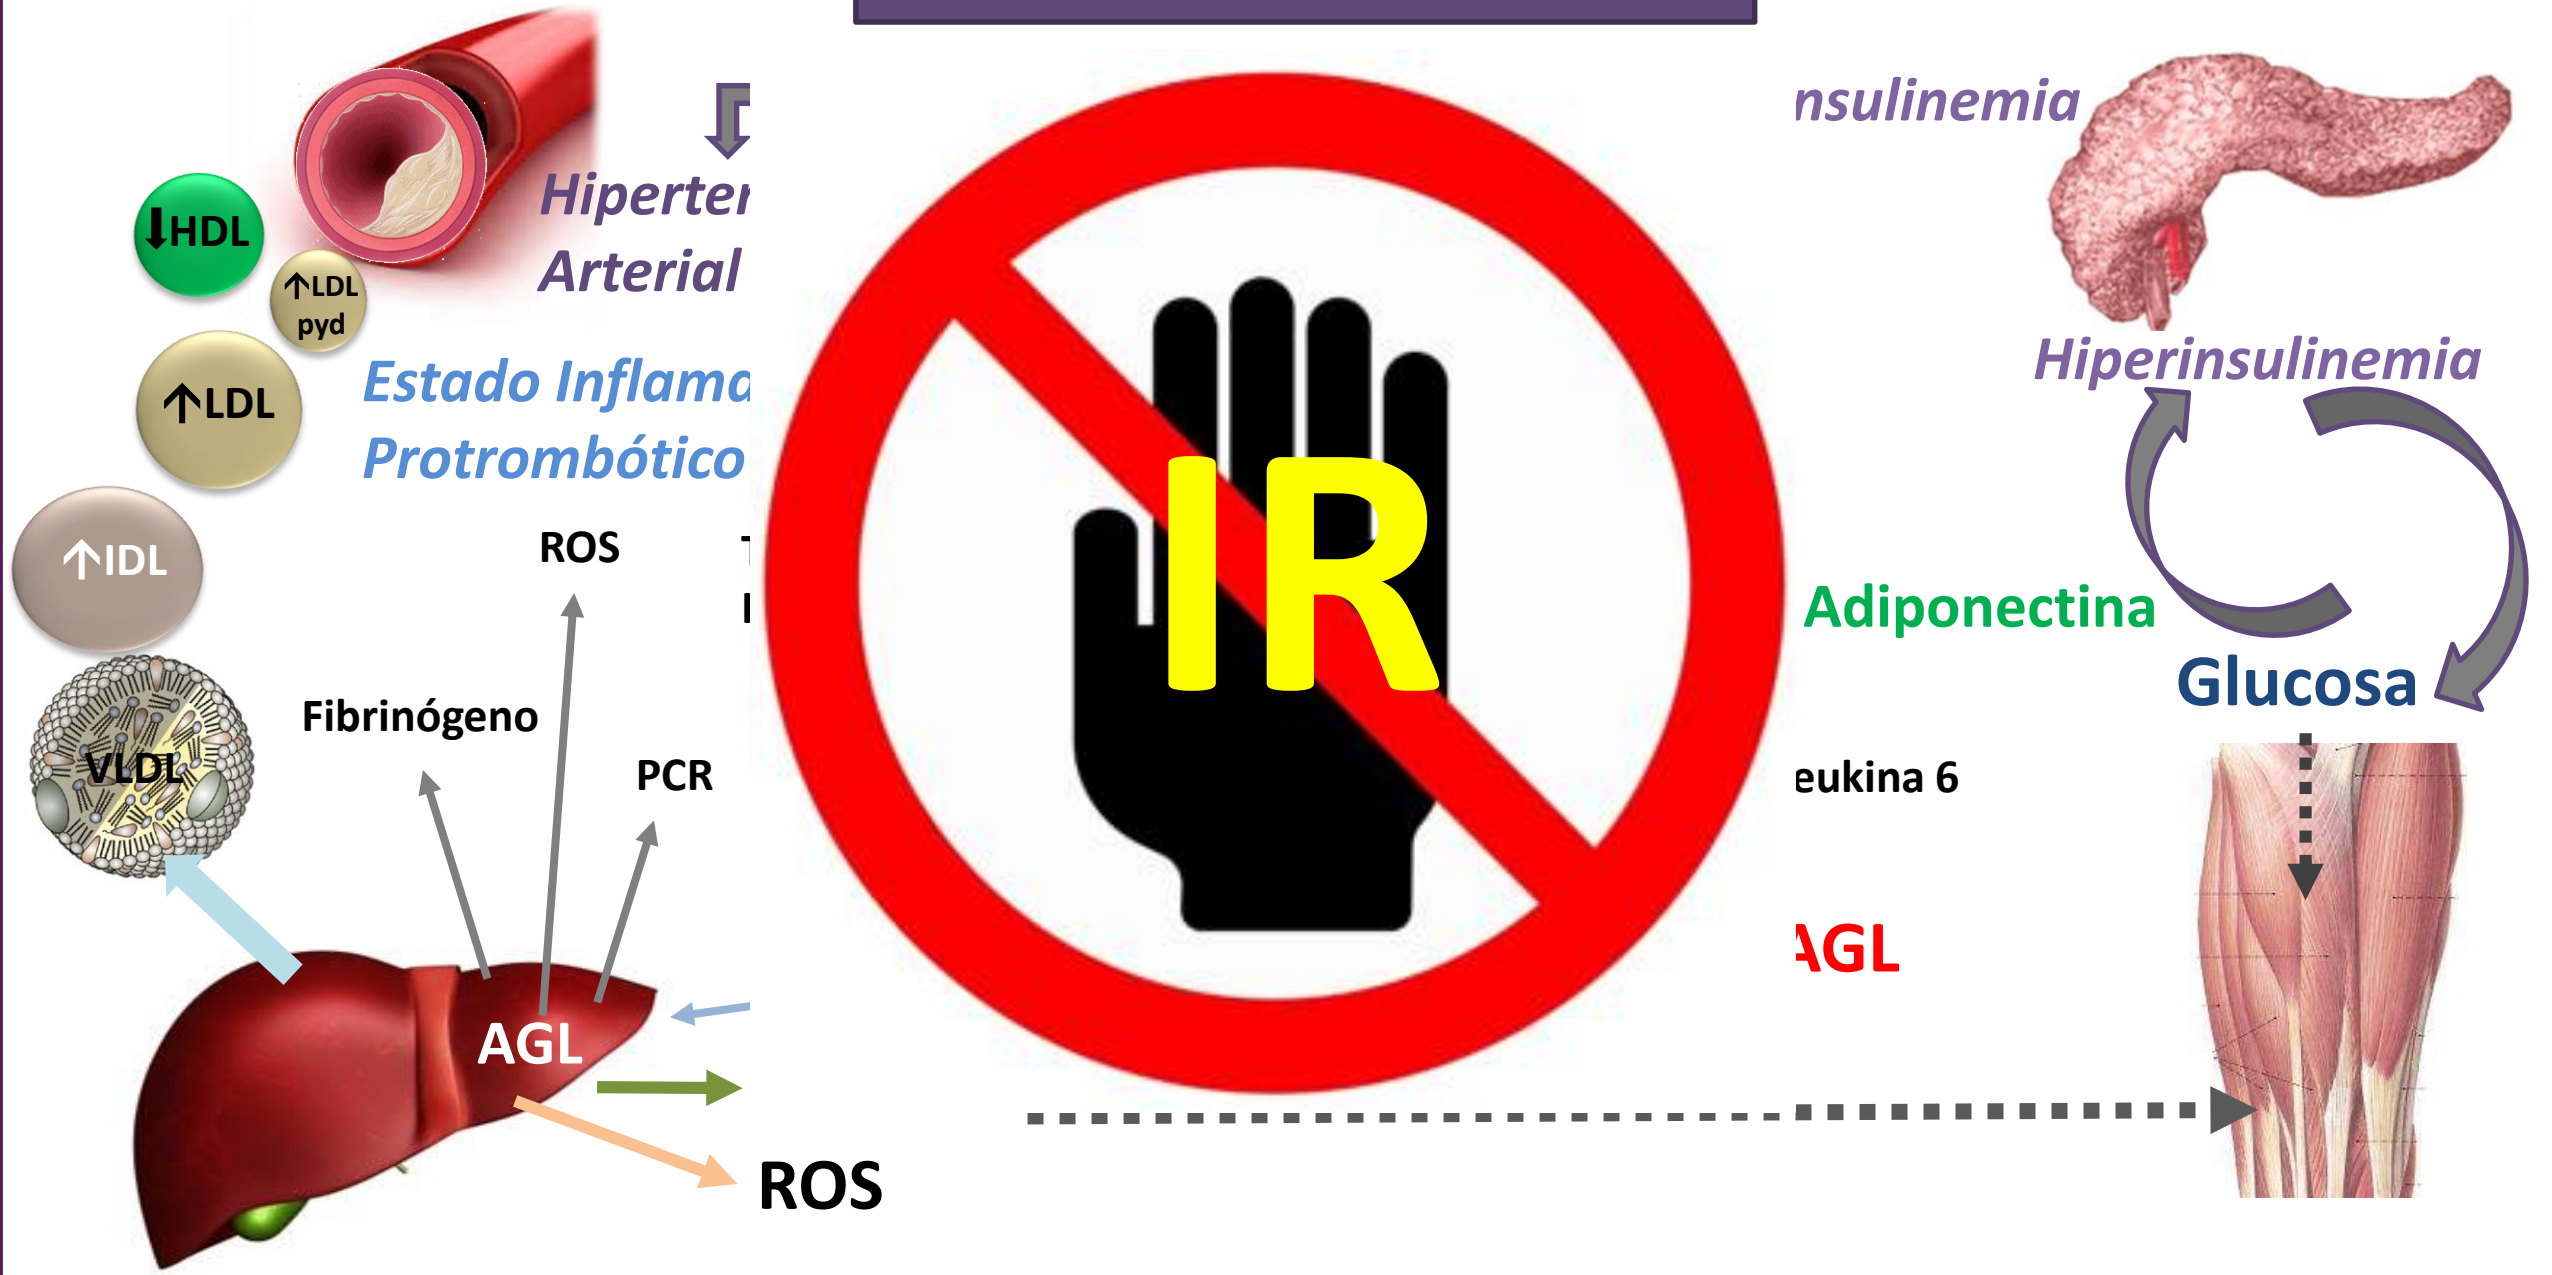 nsulinemia
Hiperten
Arterial
↓HDL
↑LDL
pyd
Hiperinsulinemia
Estado Inflama
↑LDL
Protrombótico
ROS
↑IDL
IR
Adiponectina
Glucosa
Fibrinógeno
VLDL
PCR
eukina 6
AGL
AGL
ROS